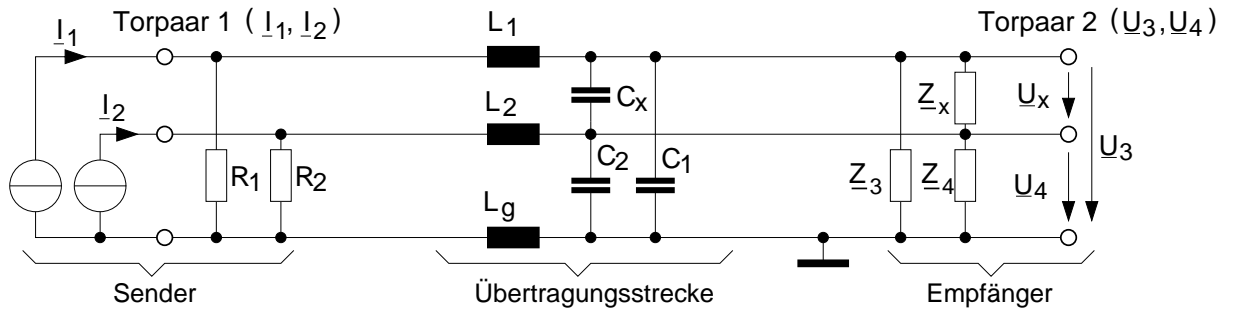 Torpaar 1 (I1, I2)
L1
Torpaar 2 (U3,U4)
I1
Cx
Zx
Ux
I2
L2
U3
R1
R2
C2
C1
Z3
Z4
U4
Lg
Sender
Übertragungsstrecke
Empfänger